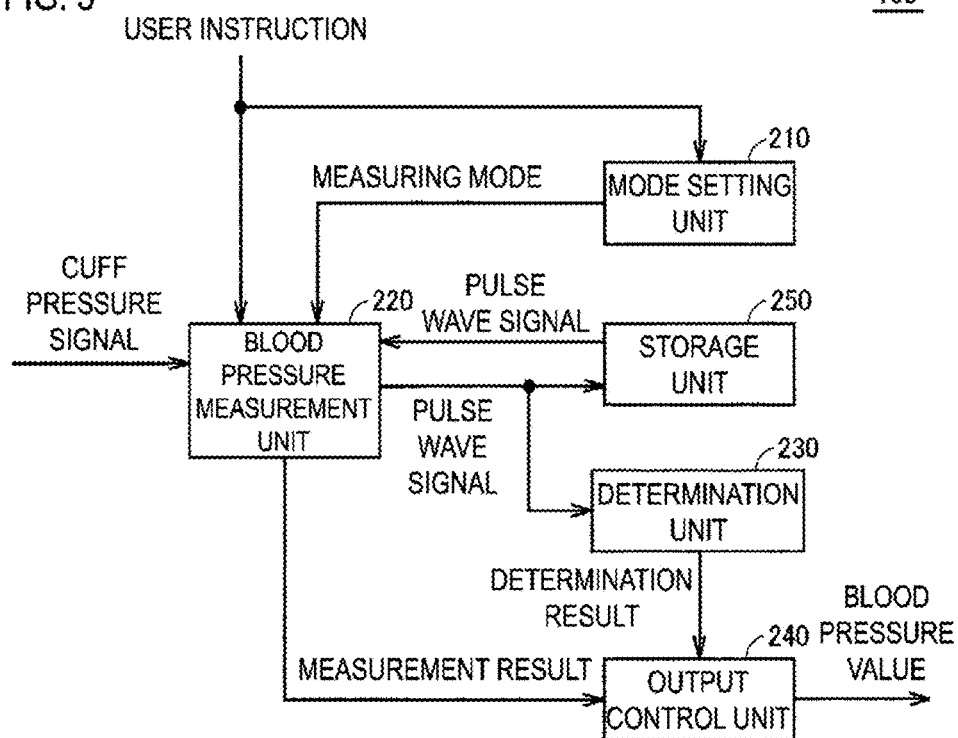 USER INSTRUCTION
210
MODE SETTING
UNIT
MEASURING MODE
CUFF
PRESSURE
SIGNAL
220
BLOOD
PRESSURE
MEASUREMENT
UNIT
PULSE
WAVE SIGNAL
250
STORAGE
UNIT
PULSE
WAVE
SIGNAL
230
DETERMINATION
UNIT
DETERMINATION
RESULT
240
OUTPUT
CONTROL UNIT
MEASUREMENT RESULT
BLOOD
PRESSURE
VALUE